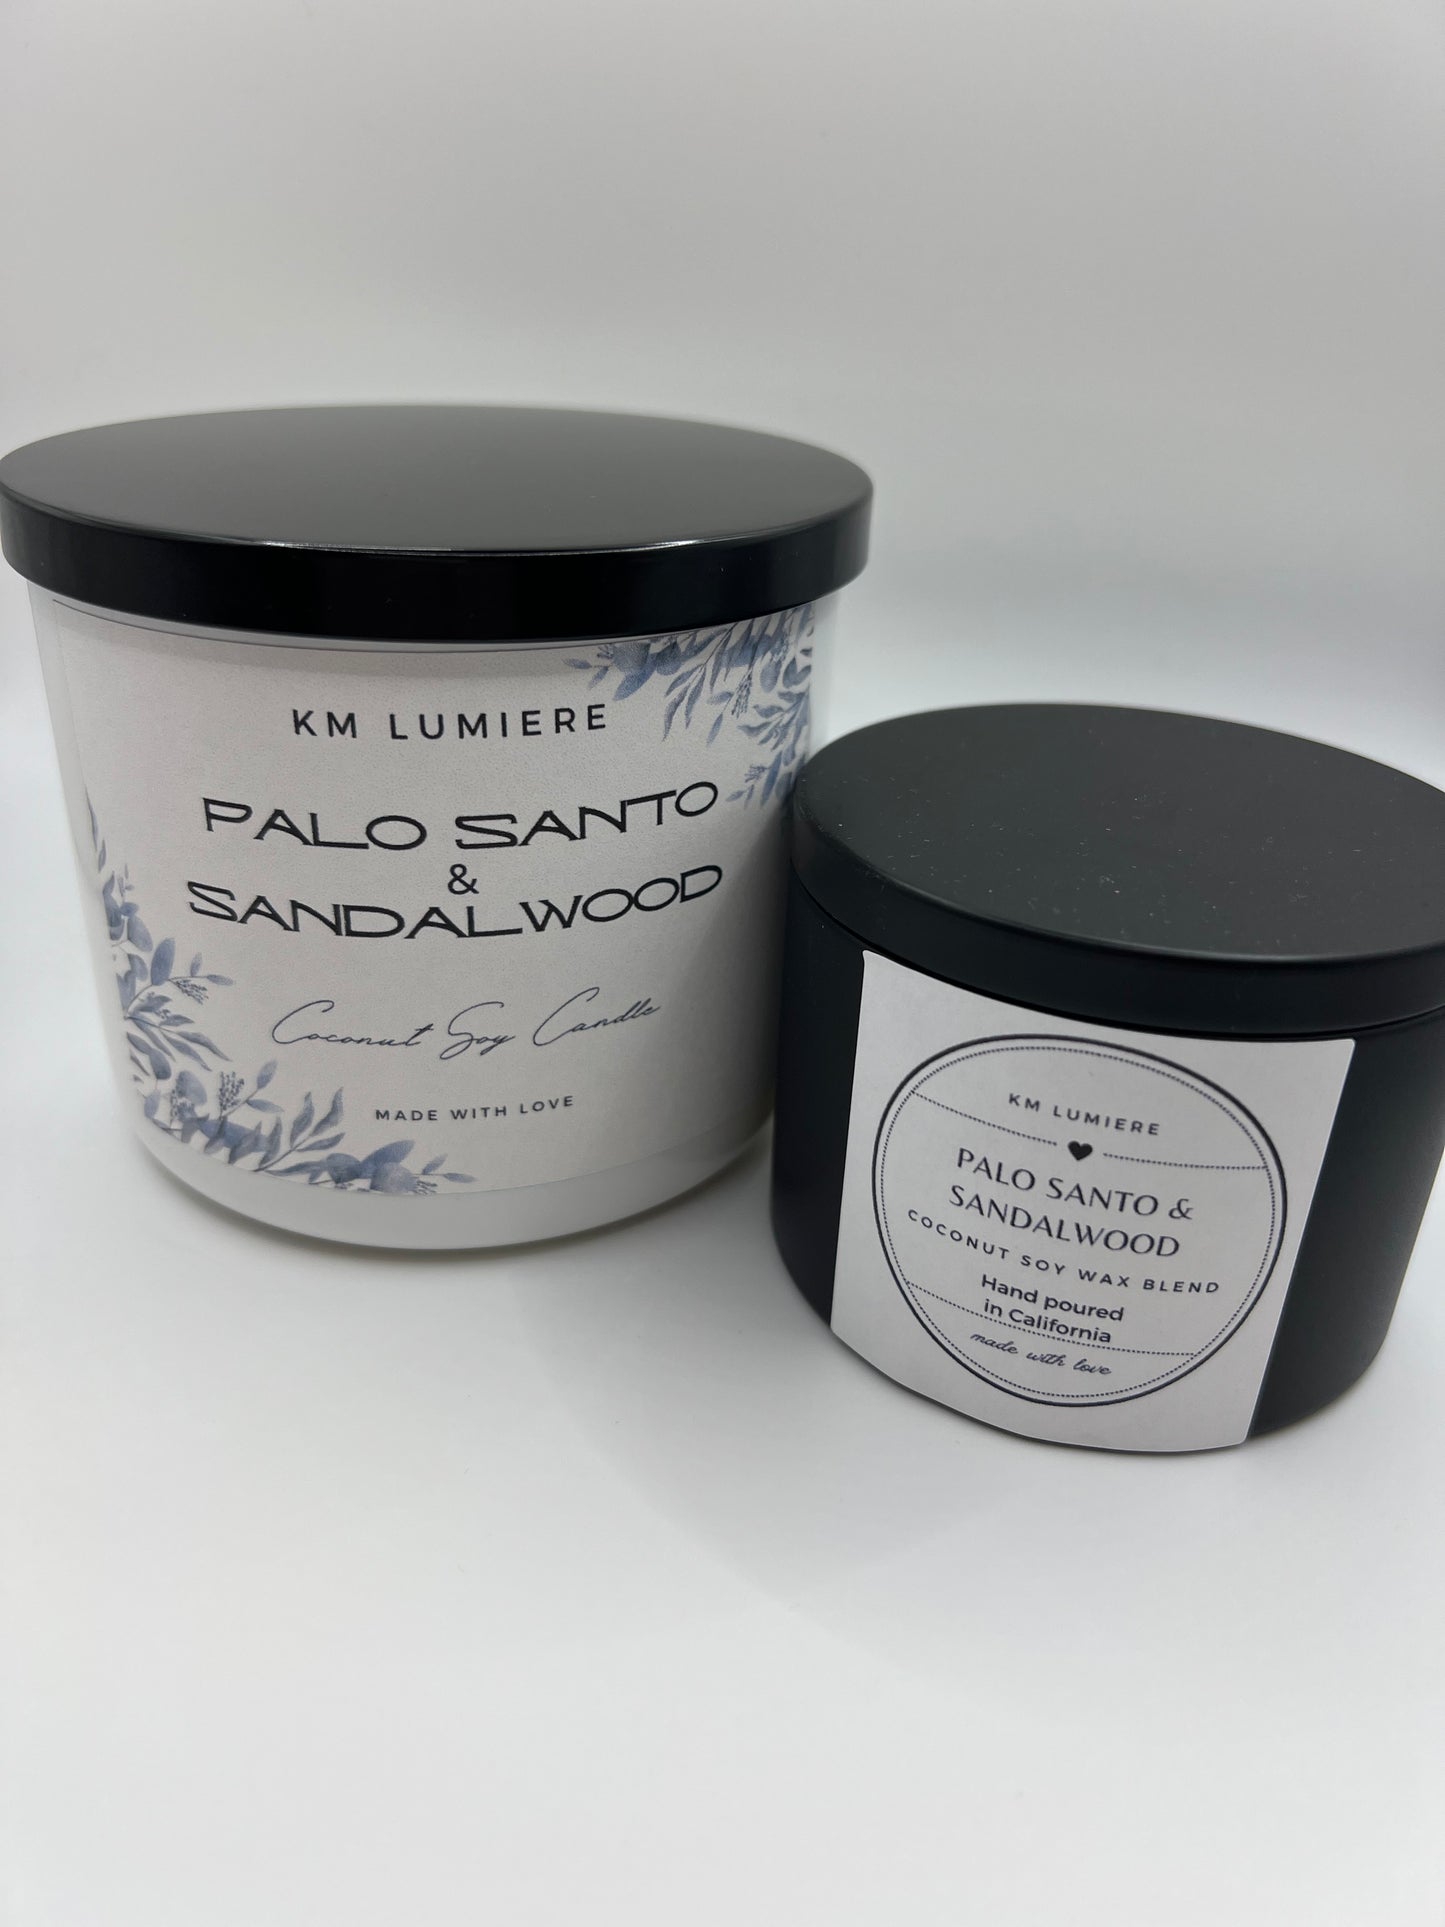 KM LUMIERE
PALO SANTO
&
SANDALWOOD
Coconut Soy Candle
MADE WITH LOVE
KM LUMIERE
PALO SANTO &
SANDALWOOD
COCONUT SOY WAX BLEND
Hand poured
in California
made with love